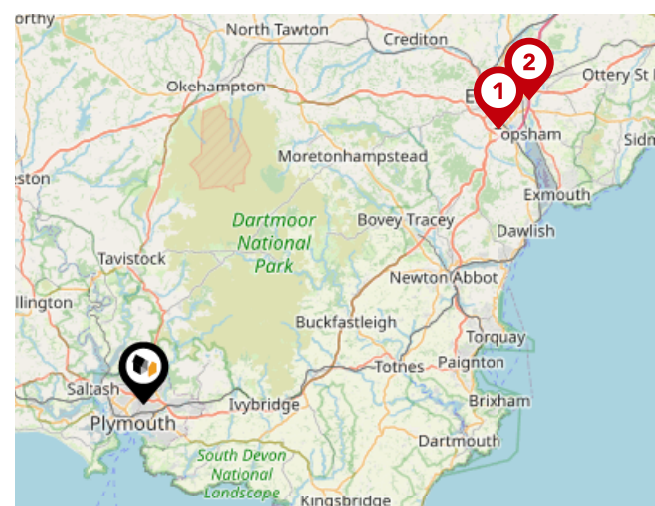 orthy
North Tawton
Crediton
2
Ottery St
Okehampton
E
1
opsham
Sidm
Moretonhampstead
eston
Exmouth
Bovey Tracey
Dartmoor
National
Park
Dawlish
Tavistock
Newton Abbot
llington
Buckfastleigh
Torquay
Totnes
Paignton
Saltash
Ivybridge
Brixham
Plymouth
Dartmouth
South Devon
National
Landscape
Kingsbridge